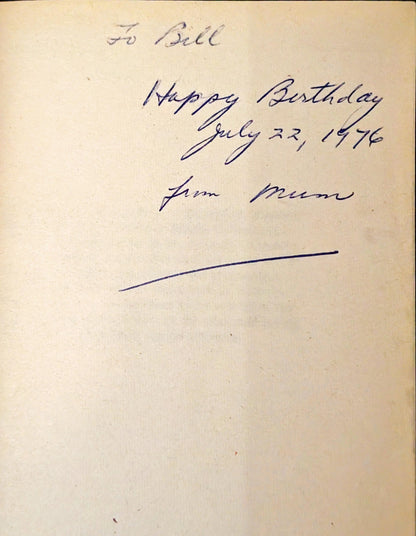 To Bill
Happy Birthday
July 22, 1976
from Mum